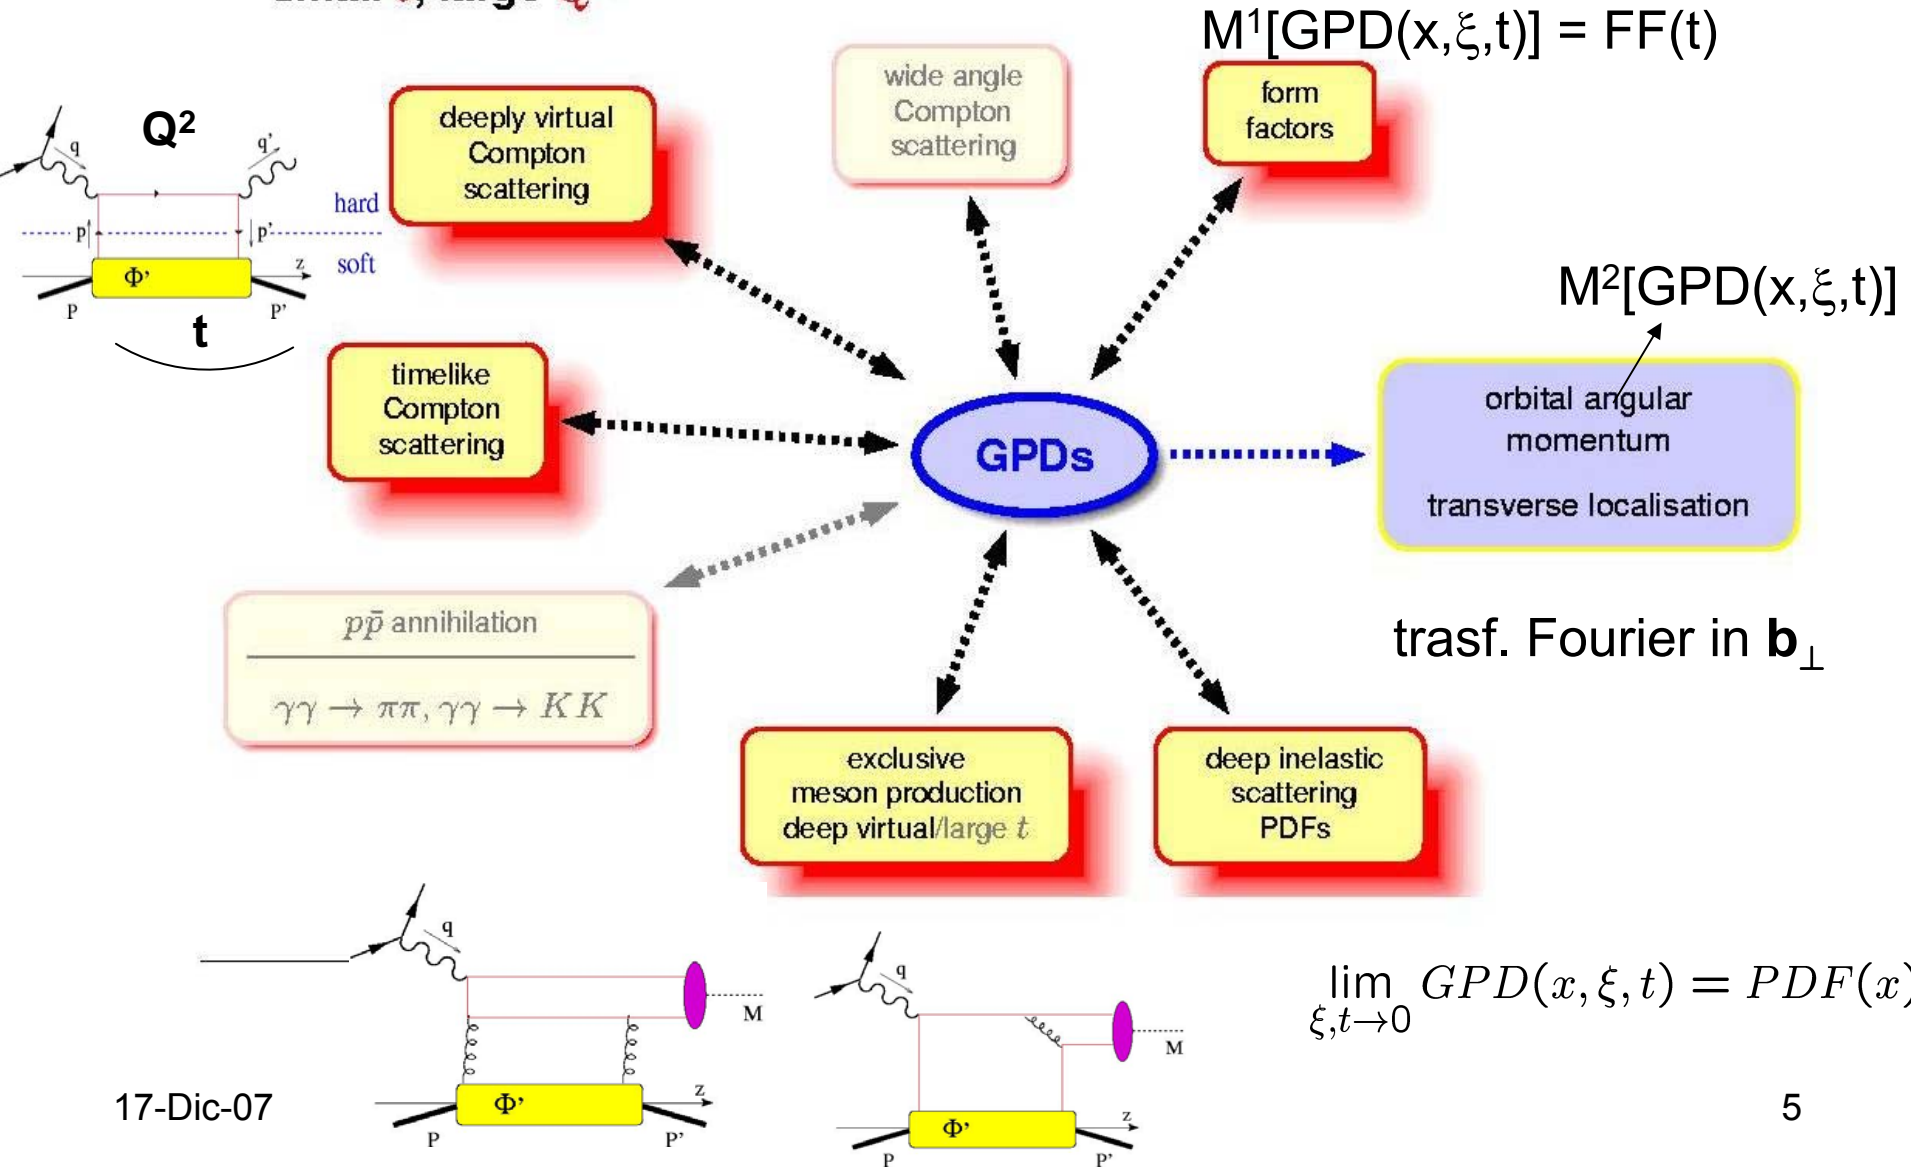 M¹[GPD(x,ξ,t)] = FF(t)
wide angle
Compton
scattering
form
factors
deeply virtual
Compton
scattering
Q²
q
q'
hard
p
p'
soft
z
Φ’
P
P'
t
M²[GPD(x,ξ,t)]
timelike
Compton
scattering
GPDs
orbital angular
momentum
transverse localisation
pp̄ annihilation
γγ → ππ, γγ → KK
trasf. Fourier in b⊥
exclusive
meson production
deep virtual/large t
deep inelastic
scattering
PDFs
q
M
Φ’
z
P
P'
q
M
Φ’
z
P
P'
lim GPD(x, ξ, t) = PDF(x)
ξ,t→0
17-Dic-07
5